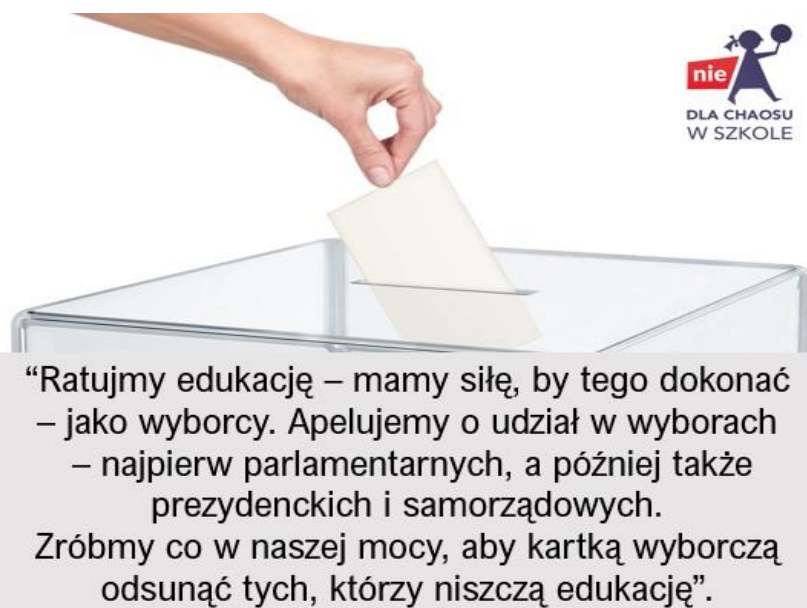 nie
DLA CHAOSU
W SZKOLE
“Ratujmy edukację – mamy siłę, by tego dokonać
– jako wyborcy. Apelujemy o udział w wyborach
– najpierw parlamentarnych, a później także
prezydenckich i samorządowych.
Zróbmy co w naszej mocy, aby kartką wyborczą
odsunąć tych, którzy niszczą edukację”.